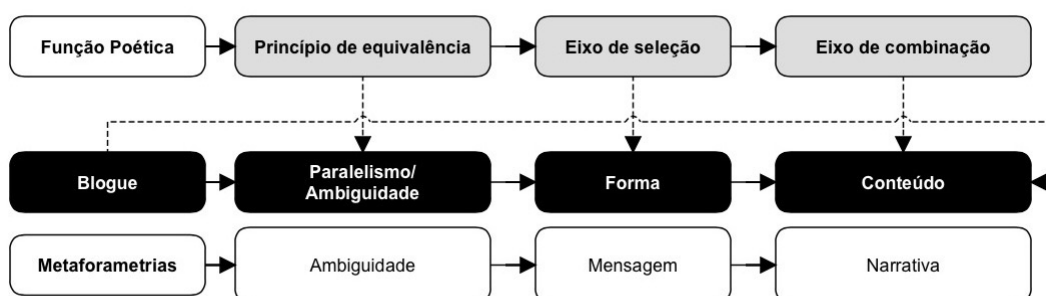 Função Poética
Princípio de equivalência
Eixo de seleção
Eixo de combinação
Blogue
Paralelismo/
Ambiguidade
Forma
Conteúdo
Metaforametrias
Ambiguidade
Mensagem
Narrativa